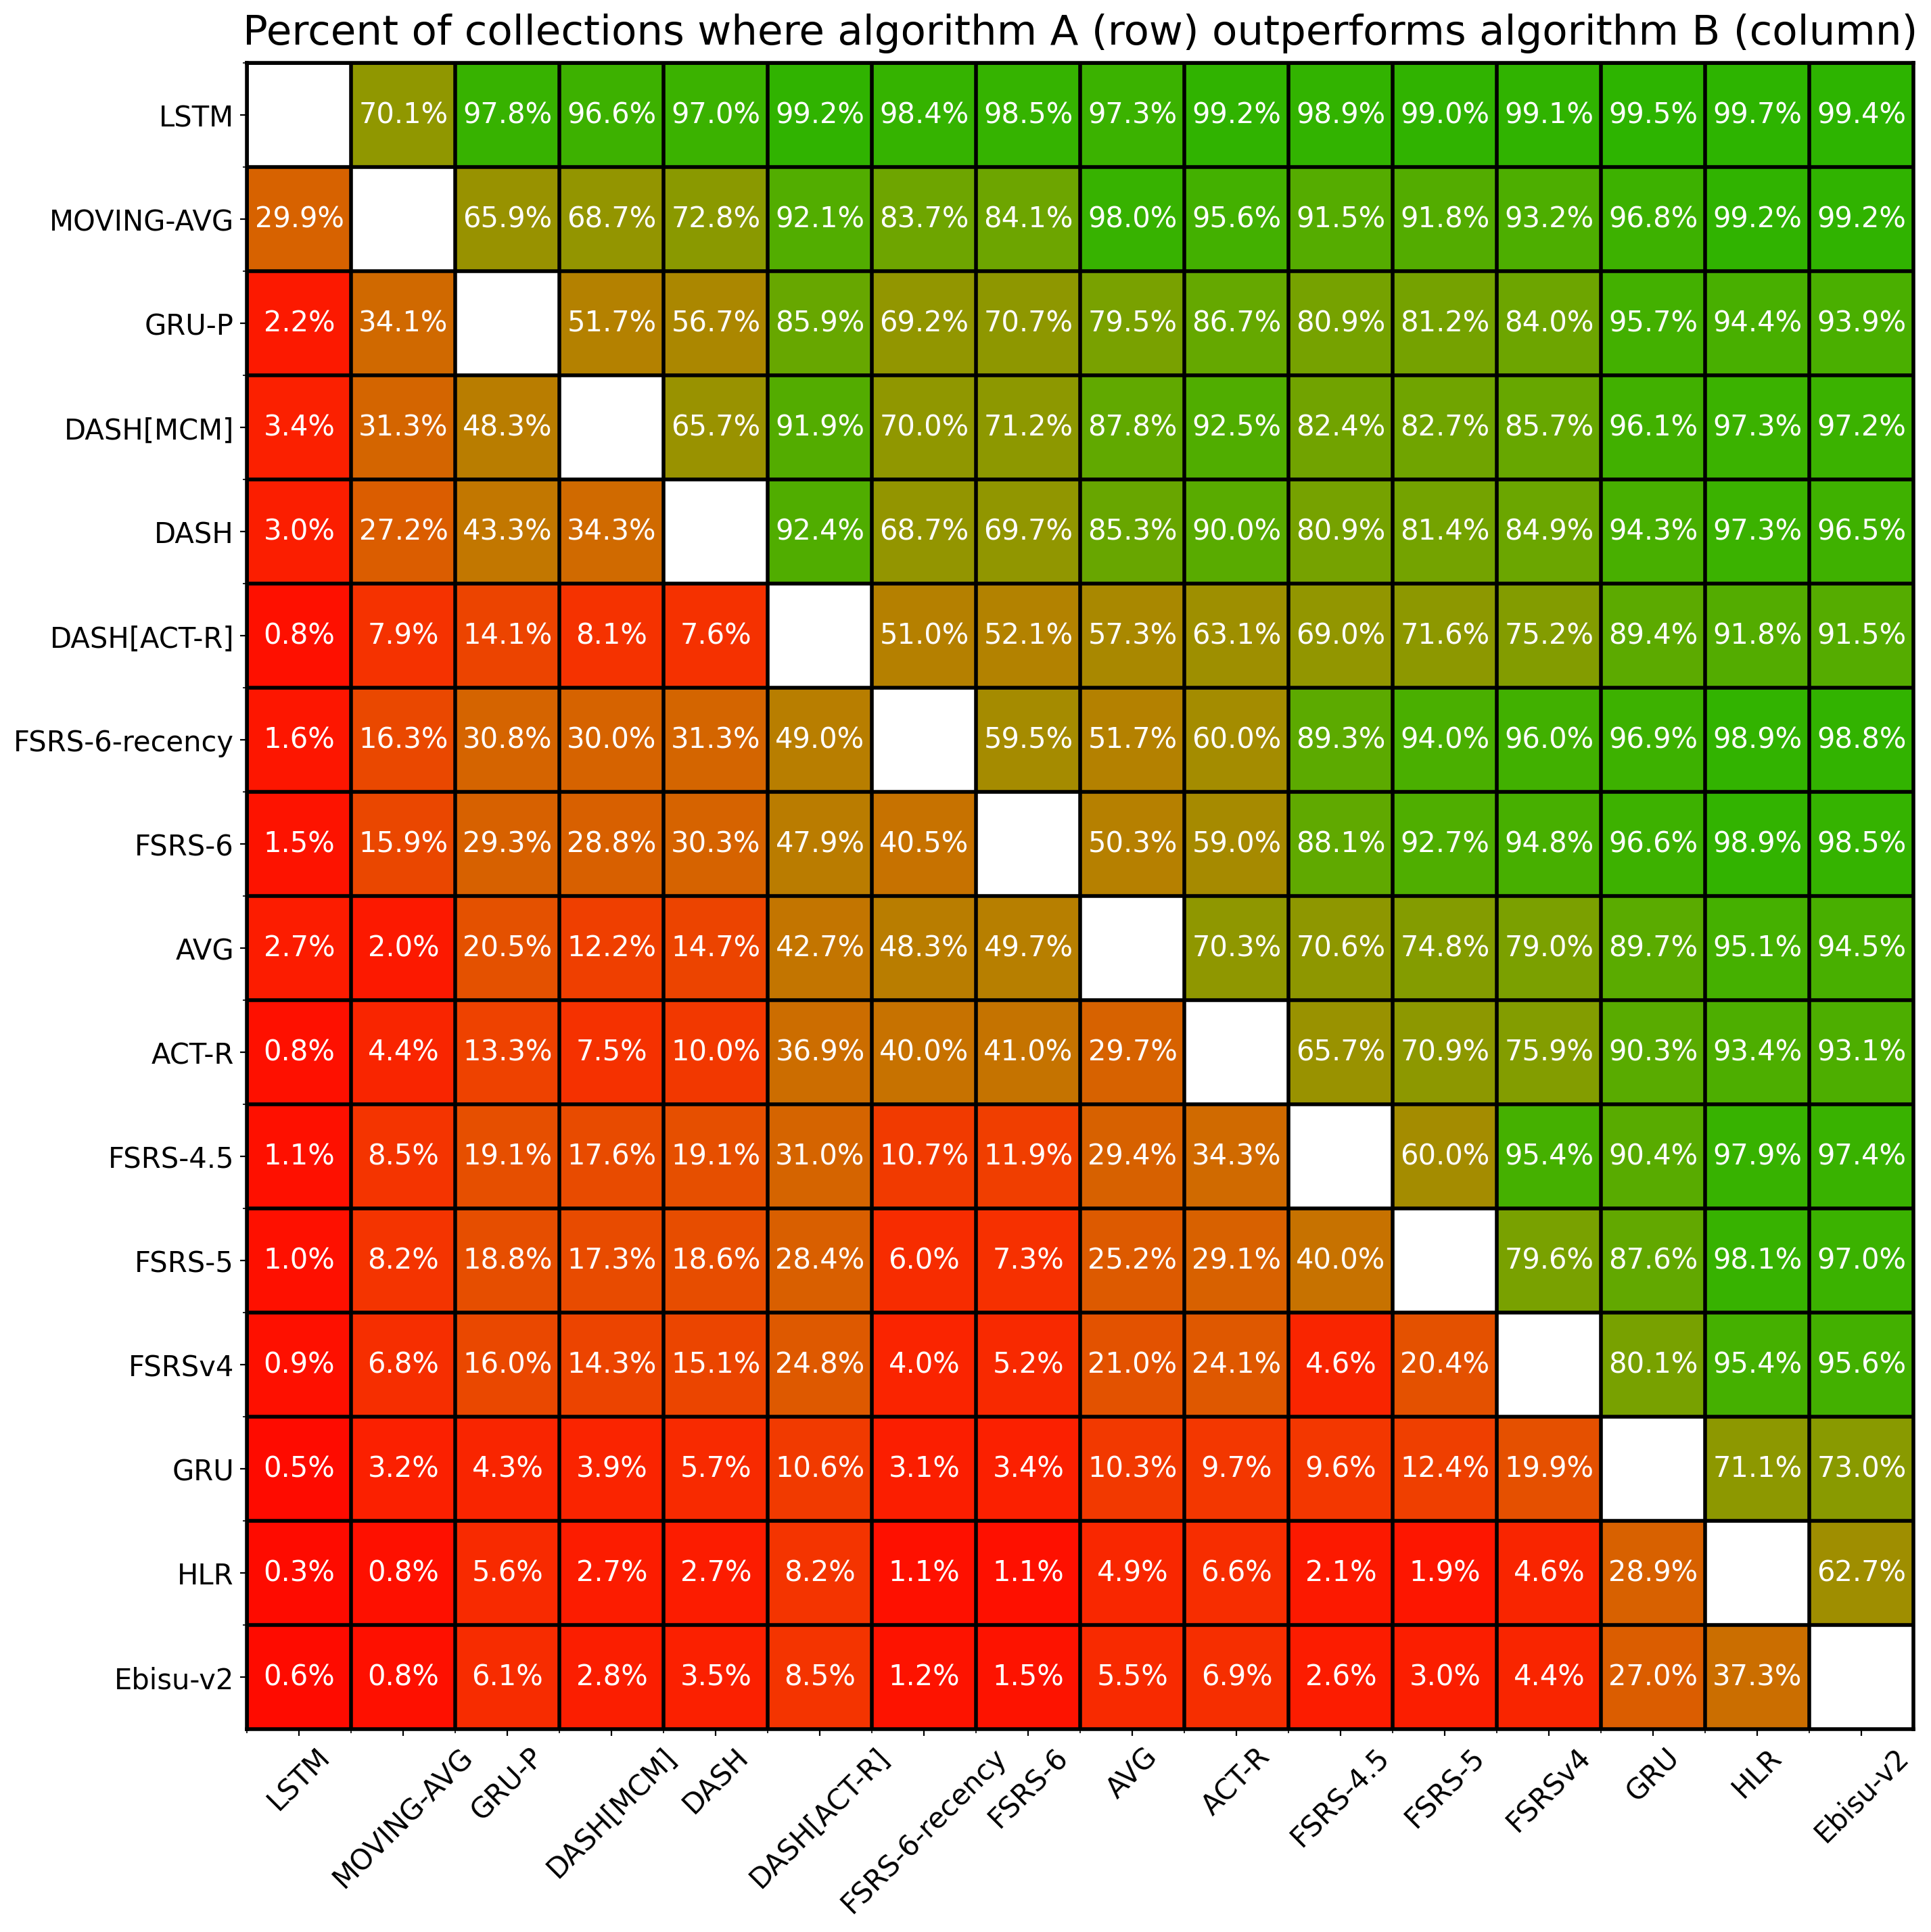 Percent of collections where algorithm A (row) outperforms algorithm B (column)
LSTM 70.1% 97.8% 96.6% 97.0% 99.2% 98.4% 98.5% 97.3% 99.2% 98.9% 99.0% 99.1% 99.5% 99.7% 99.4%
MOVING-AVG 29.9% 65.9% 68.7% 72.8% 92.1% 83.7% 84.1% 98.0% 95.6% 91.5% 91.8% 93.2% 96.8% 99.2% 99.2%
GRU-P 2.2% 34.1% 51.7% 56.7% 85.9% 69.2% 70.7% 79.5% 86.7% 80.9% 81.2% 84.0% 95.7% 94.4% 93.9%
DASH[MCM] 3.4% 31.3% 48.3% 65.7% 91.9% 70.0% 71.2% 87.8% 92.5% 82.4% 82.7% 85.7% 96.1% 97.3% 97.2%
DASH 3.0% 27.2% 43.3% 34.3% 92.4% 68.7% 69.7% 85.3% 90.0% 80.9% 81.4% 84.9% 94.3% 97.3% 96.5%
DASH[ACT-R] 0.8% 7.9% 14.1% 8.1% 7.6% 51.0% 52.1% 57.3% 63.1% 69.0% 71.6% 75.2% 89.4% 91.8% 91.5%
FSRS-6-recency 1.6% 16.3% 30.8% 30.0% 31.3% 49.0% 59.5% 51.7% 60.0% 89.3% 94.0% 96.0% 96.9% 98.9% 98.8%
FSRS-6 1.5% 15.9% 29.3% 28.8% 30.3% 47.9% 40.5% 50.3% 59.0% 88.1% 92.7% 94.8% 96.6% 98.9% 98.5%
AVG 2.7% 2.0% 20.5% 12.2% 14.7% 42.7% 48.3% 49.7% 70.3% 70.6% 74.8% 79.0% 89.7% 95.1% 94.5%
ACT-R 0.8% 4.4% 13.3% 7.5% 10.0% 36.9% 40.0% 41.0% 29.7% 65.7% 70.9% 75.9% 90.3% 93.4% 93.1%
FSRS-4.5 1.1% 8.5% 19.1% 17.6% 19.1% 31.0% 10.7% 11.9% 29.4% 34.3% 60.0% 95.4% 90.4% 97.9% 97.4%
FSRS-5 1.0% 8.2% 18.8% 17.3% 18.6% 28.4% 6.0% 7.3% 25.2% 29.1% 40.0% 79.6% 87.6% 98.1% 97.0%
FSRSv4 0.9% 6.8% 16.0% 14.3% 15.1% 24.8% 4.0% 5.2% 21.0% 24.1% 4.6% 20.4% 80.1% 95.4% 95.6%
GRU 0.5% 3.2% 4.3% 3.9% 5.7% 10.6% 3.1% 3.4% 10.3% 9.7% 9.6% 12.4% 19.9% 71.1% 73.0%
HLR 0.3% 0.8% 5.6% 2.7% 2.7% 8.2% 1.1% 1.1% 4.9% 6.6% 2.1% 1.9% 4.6% 28.9% 62.7%
Ebisu-v2 0.6% 0.8% 6.1% 2.8% 3.5% 8.5% 1.2% 1.5% 5.5% 6.9% 2.6% 3.0% 4.4% 27.0% 37.3%
LSTM MOVING-AVG GRU-P DASH[MCM] DASH DASH[ACT-R] FSRS-6-recency FSRS-6 AVG ACT-R FSRS-4.5 FSRS-5 FSRSv4 GRU HLR Ebisu-v2